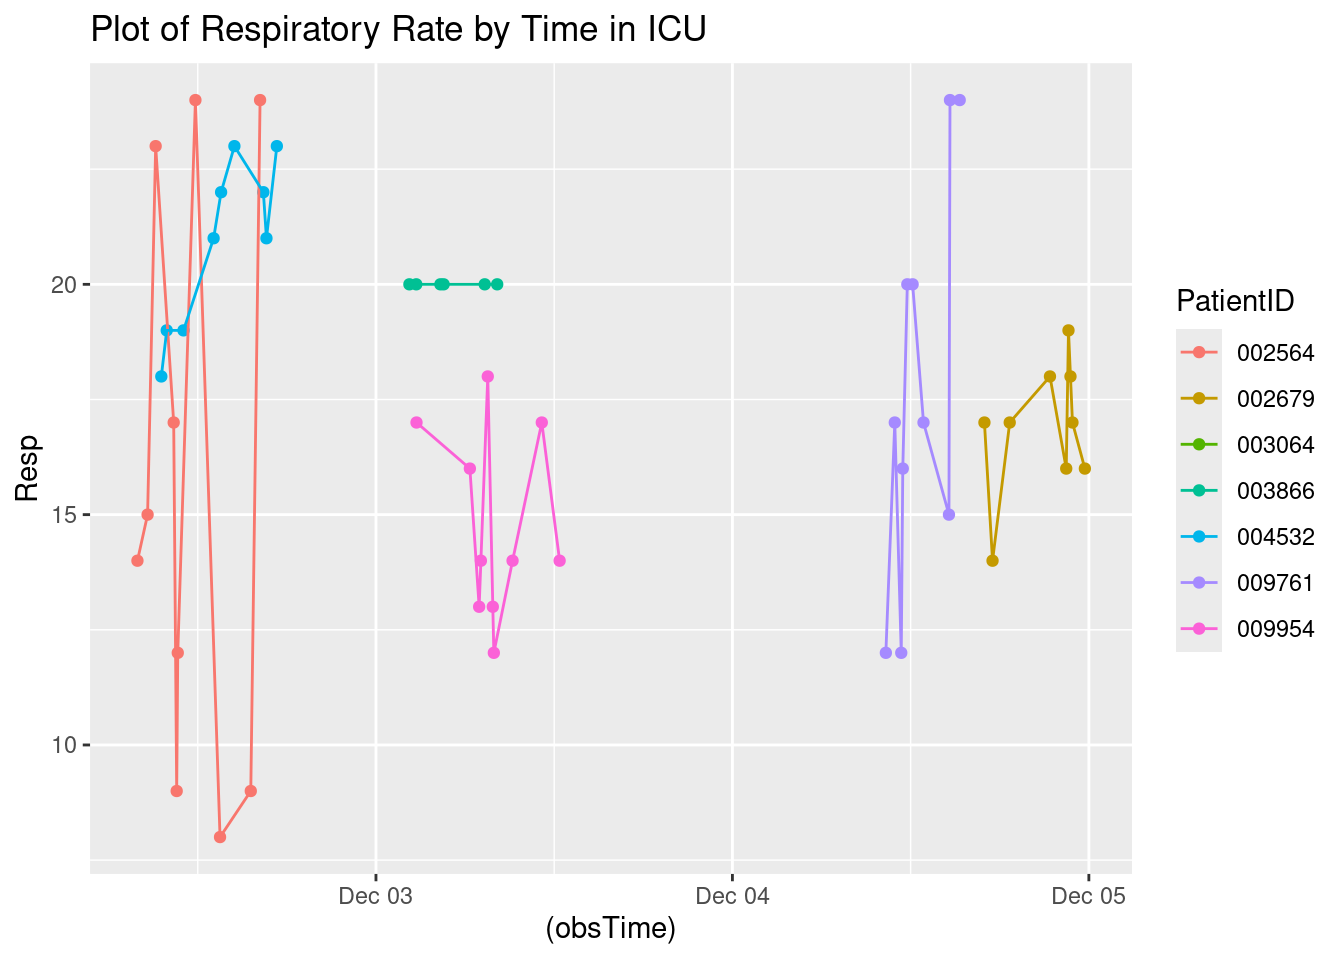 Plot of Respiratory Rate by Time in ICU
Resp
20
15
10
Dec 03
Dec 04
Dec 05
(obsTime)
PatientID
002564
002679
003064
003866
004532
009761
009954